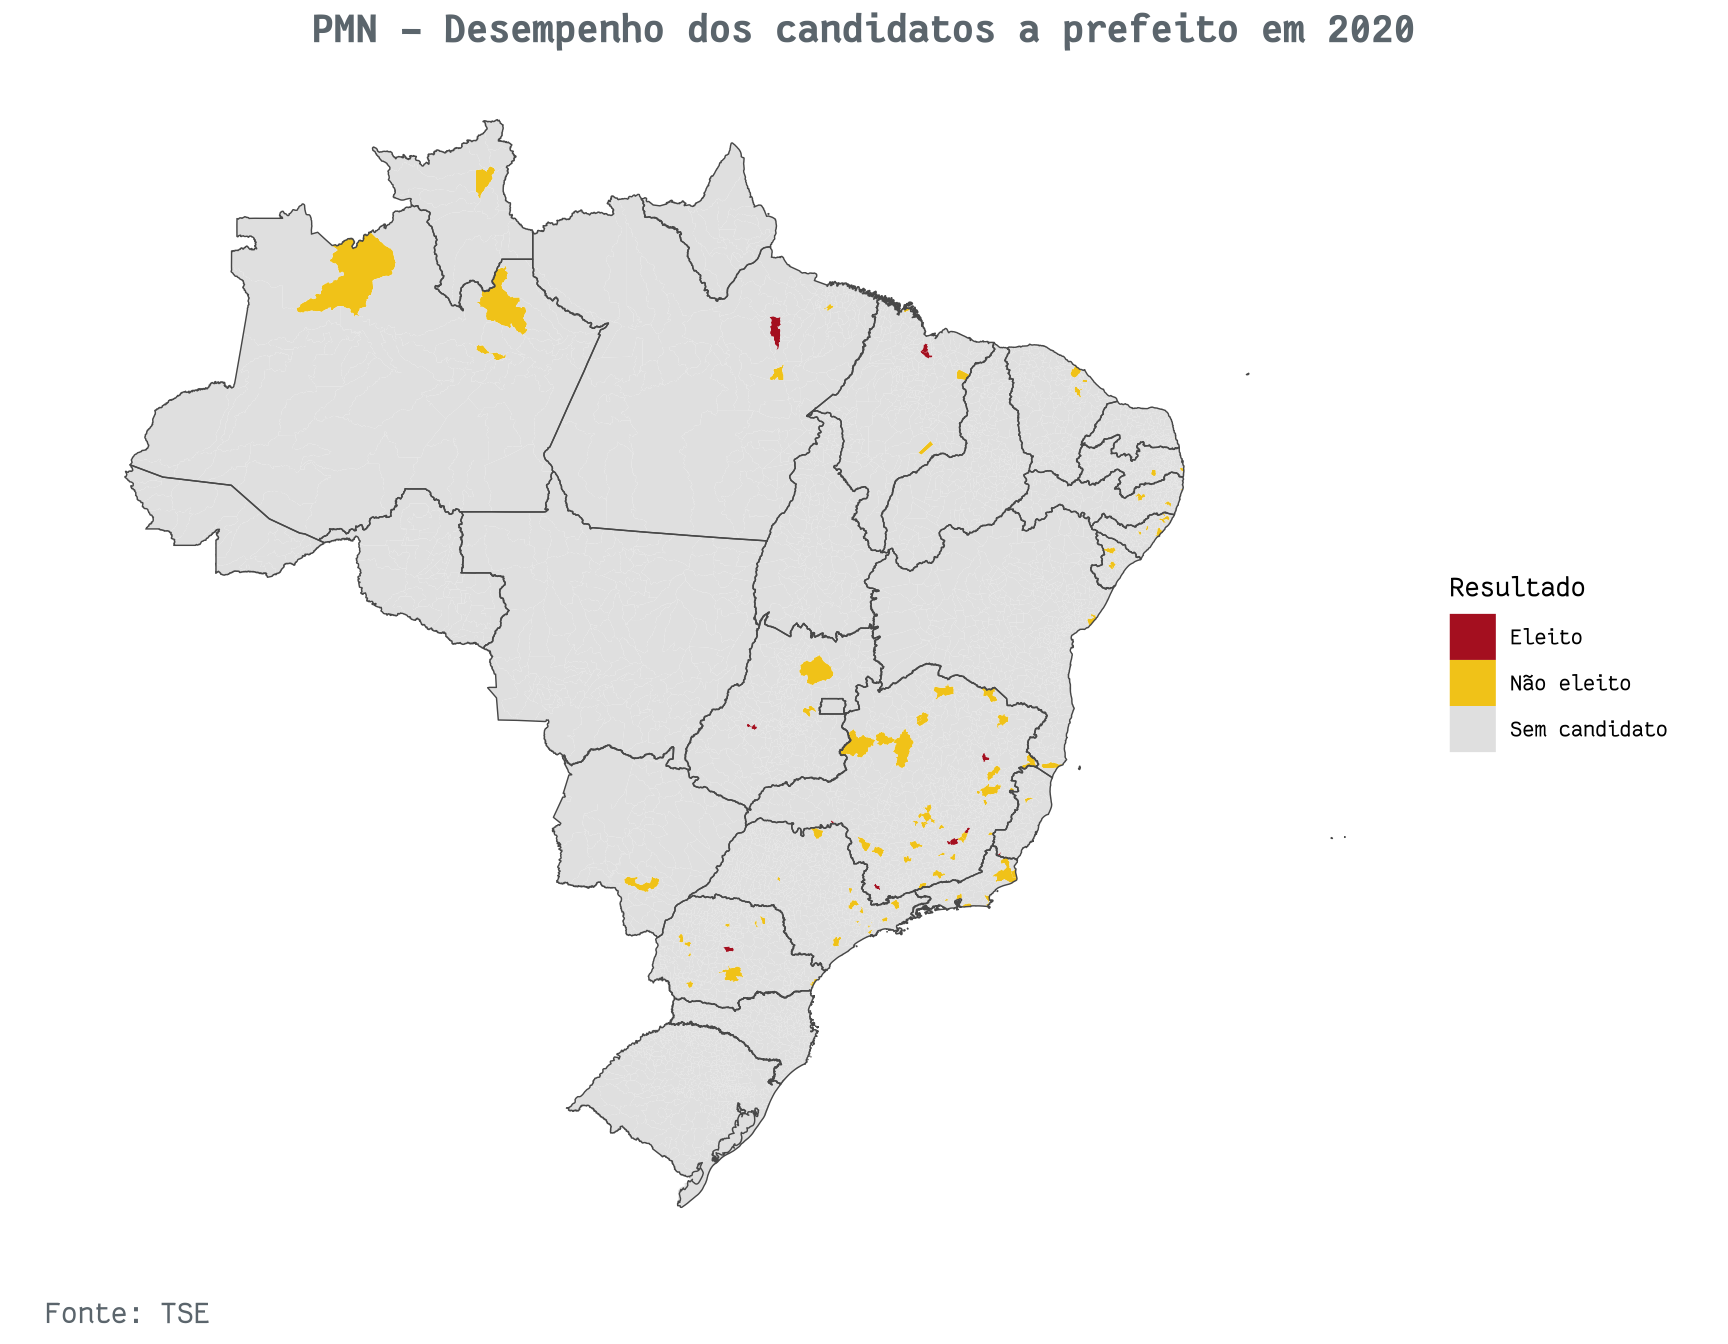 PMN – Desempenho dos candidatos a prefeito em 2020
Resultado
Eleito
Não eleito
Sem candidato
Fonte: TSE